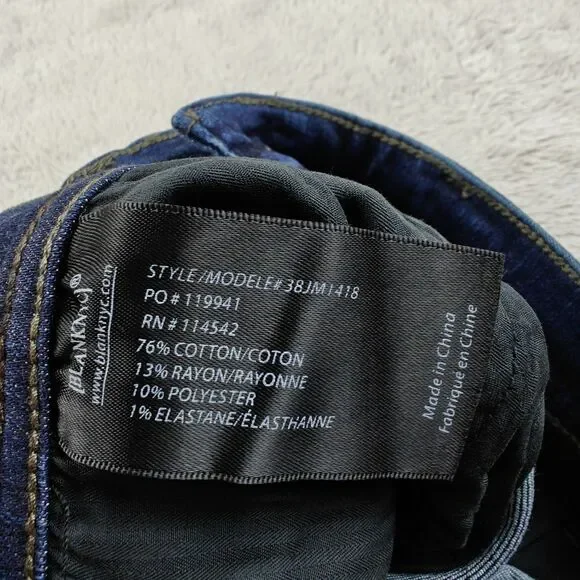 [BLANKNYC]®
www.blanknyc.com
STYLE/MODELE# 38JM1418
PO # 119941
RN # 114542
76% COTTON/COTON
13% RAYON/RAYONNE
10% POLYESTER
1% ELASTANE/ÉLASTHANNE
Made in China
Fabrique en Chine